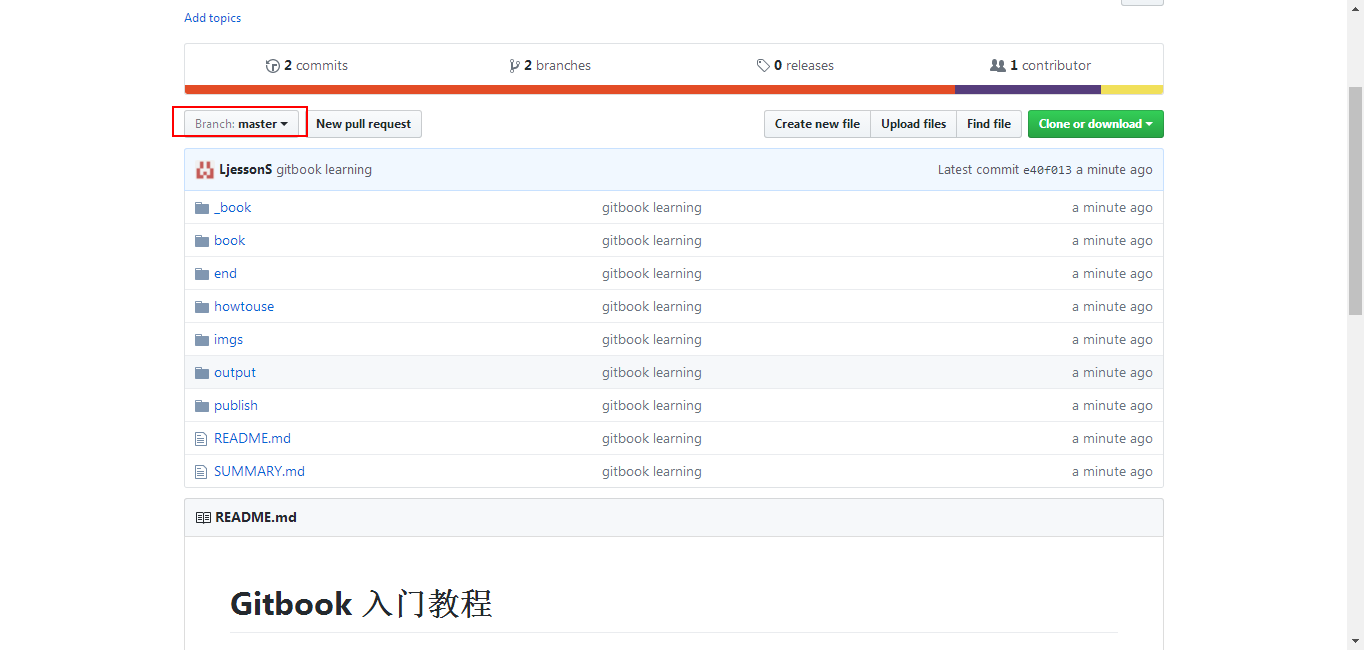 Add topics
2 commits 2 branches 0 releases 1 contributor
Branch: master New pull request Create new file Upload files Find file Clone or download
LjessonS gitbook learning Latest commit e40f013 a minute ago
_book gitbook learning a minute ago
book gitbook learning a minute ago
end gitbook learning a minute ago
howtouse gitbook learning a minute ago
imgs gitbook learning a minute ago
output gitbook learning a minute ago
publish gitbook learning a minute ago
README.md gitbook learning a minute ago
SUMMARY.md gitbook learning a minute ago
README.md
Gitbook 入门教程